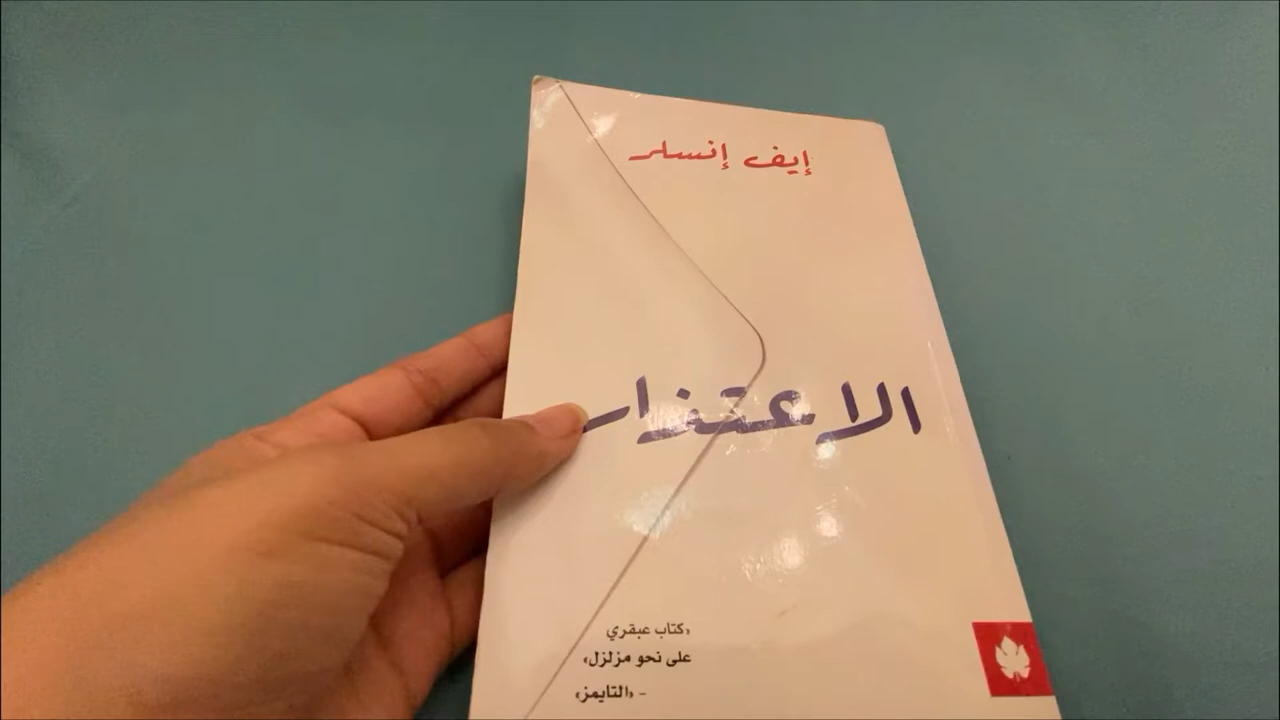 إيف إنسلر
الاعتذار
«كتاب عبقري
على نحو مزلزل»
- «التايمز»